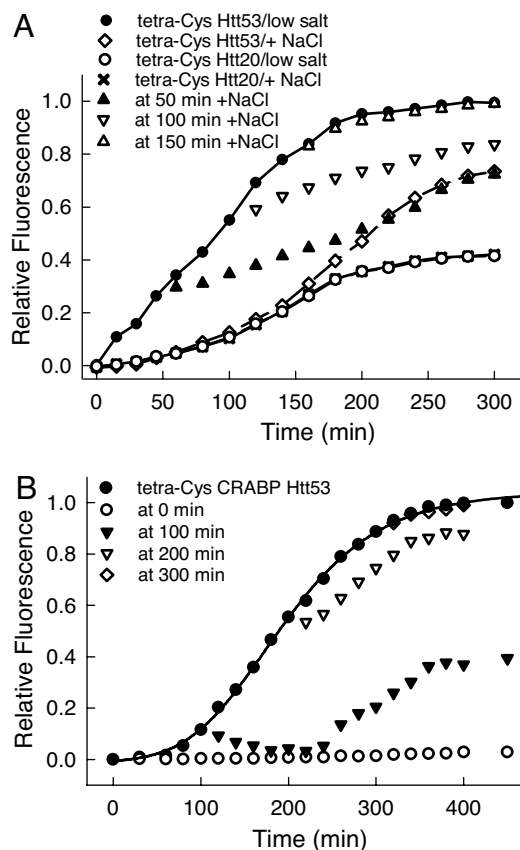 A
tetra-Cys Htt53/low salt
tetra-Cys Htt53/+ NaCl
tetra-Cys Htt20/low salt
tetra-Cys Htt20/+ NaCl
at 50 min +NaCl
at 100 min +NaCl
at 150 min +NaCl
Relative Fluorescence
1.0
0.8
0.6
0.4
0.2
0.0
0 50 100 150 200 250 300
Time (min)
B
tetra-Cys CRABP Htt53
at 0 min
at 100 min
at 200 min
at 300 min
Relative Fluorescence
1.0
0.8
0.6
0.4
0.2
0.0
0 100 200 300 400
Time (min)